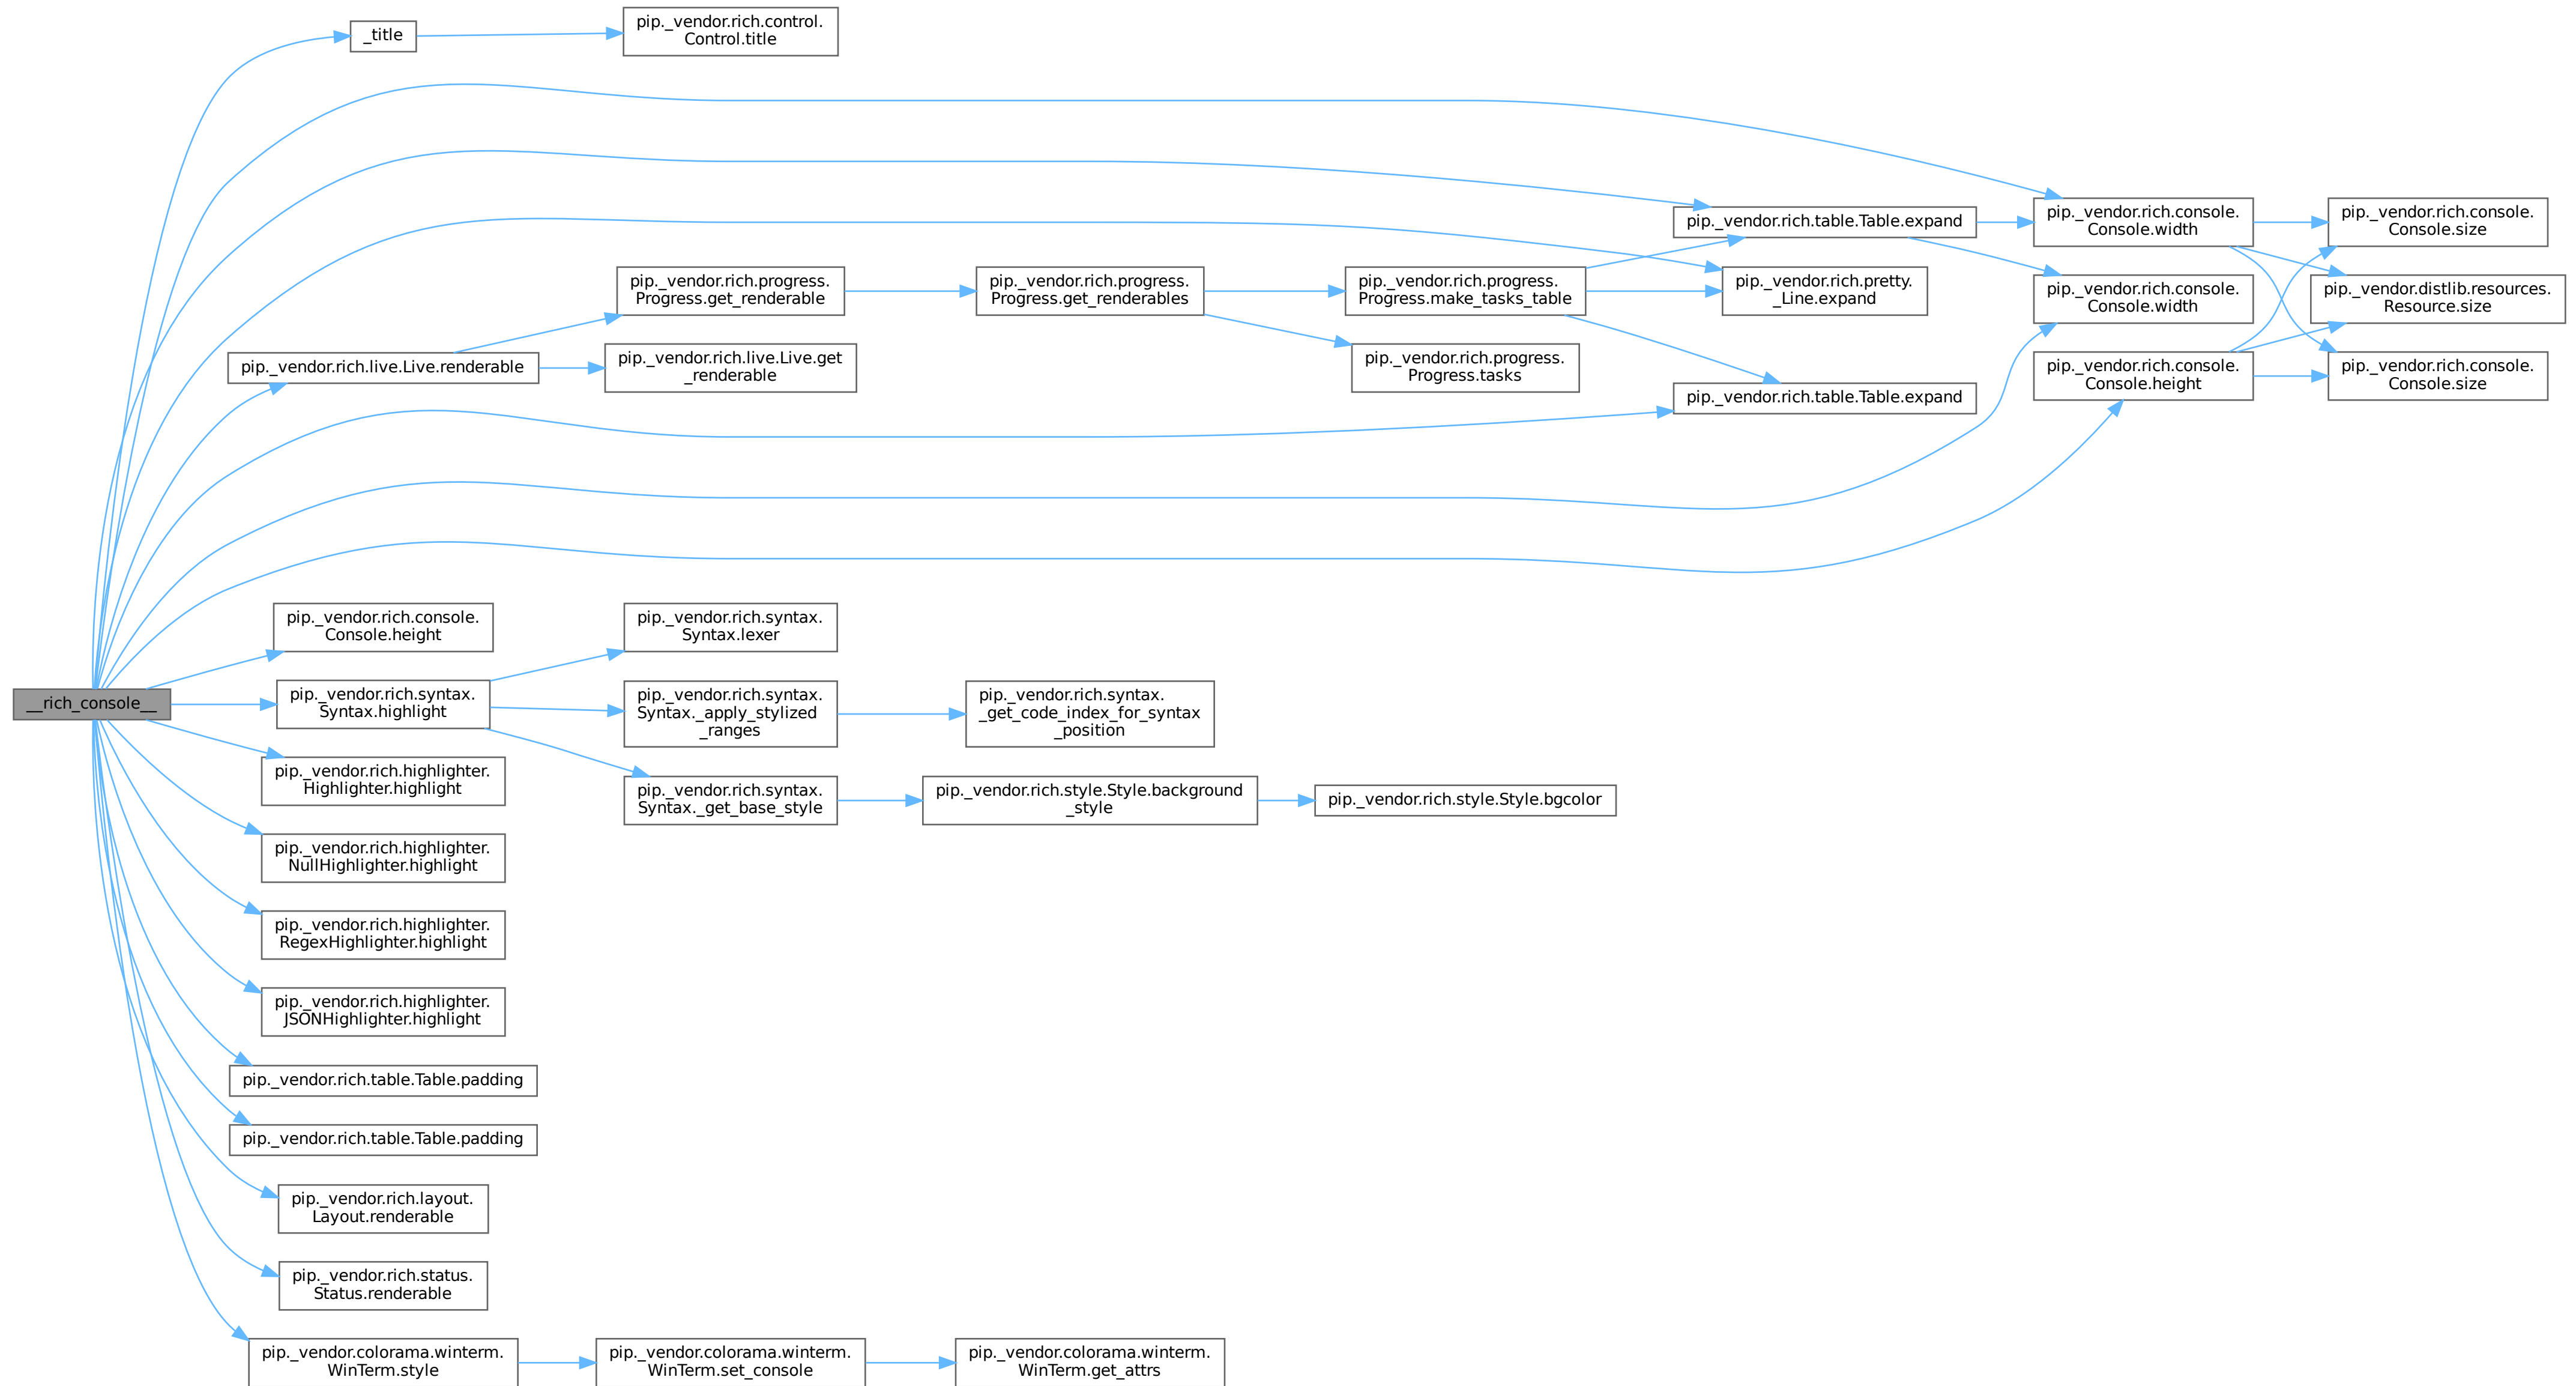 _title
pip._vendor.rich.control.
Control.title
pip._vendor.rich.table.Table.expand
pip._vendor.rich.console.
Console.width
pip._vendor.rich.console.
Console.size
pip._vendor.rich.progress.
Progress.get_renderable
pip._vendor.rich.progress.
Progress.get_renderables
pip._vendor.rich.progress.
Progress.make_tasks_table
pip._vendor.rich.pretty.
_Line.expand
pip._vendor.rich.console.
Console.width
pip._vendor.distlib.resources.
Resource.size
pip._vendor.rich.live.Live.renderable
pip._vendor.rich.live.Live.get
_renderable
pip._vendor.rich.progress.
Progress.tasks
pip._vendor.rich.table.Table.expand
pip._vendor.rich.console.
Console.height
pip._vendor.rich.console.
Console.size
pip._vendor.rich.console.
Console.height
pip._vendor.rich.syntax.
Syntax.lexer
__rich_console__
pip._vendor.rich.syntax.
Syntax.highlight
pip._vendor.rich.syntax.
Syntax._apply_stylized
_ranges
pip._vendor.rich.syntax.
_get_code_index_for_syntax
_position
pip._vendor.rich.highlighter.
Highlighter.highlight
pip._vendor.rich.syntax.
Syntax._get_base_style
pip._vendor.rich.style.Style.background
_style
pip._vendor.rich.style.Style.bgcolor
pip._vendor.rich.highlighter.
NullHighlighter.highlight
pip._vendor.rich.highlighter.
RegexHighlighter.highlight
pip._vendor.rich.highlighter.
JSONHighlighter.highlight
pip._vendor.rich.table.Table.padding
pip._vendor.rich.table.Table.padding
pip._vendor.rich.layout.
Layout.renderable
pip._vendor.rich.status.
Status.renderable
pip._vendor.colorama.winterm.
WinTerm.style
pip._vendor.colorama.winterm.
WinTerm.set_console
pip._vendor.colorama.winterm.
WinTerm.get_attrs